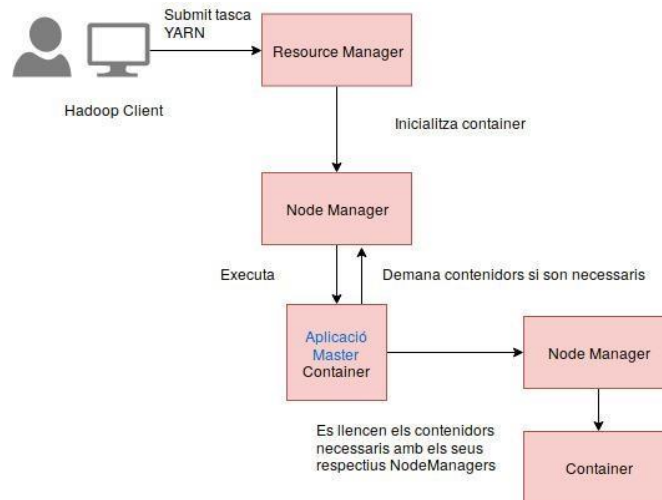 Submit tasca
YARN
Resource Manager
Hadoop Client
Inicialitza container
Node Manager
Executa
Demana contenidors si son necessaris
Aplicació
Master
Container
Node Manager
Es llencen els contenidors
necessaris amb els seus
respectius NodeManagers
Container